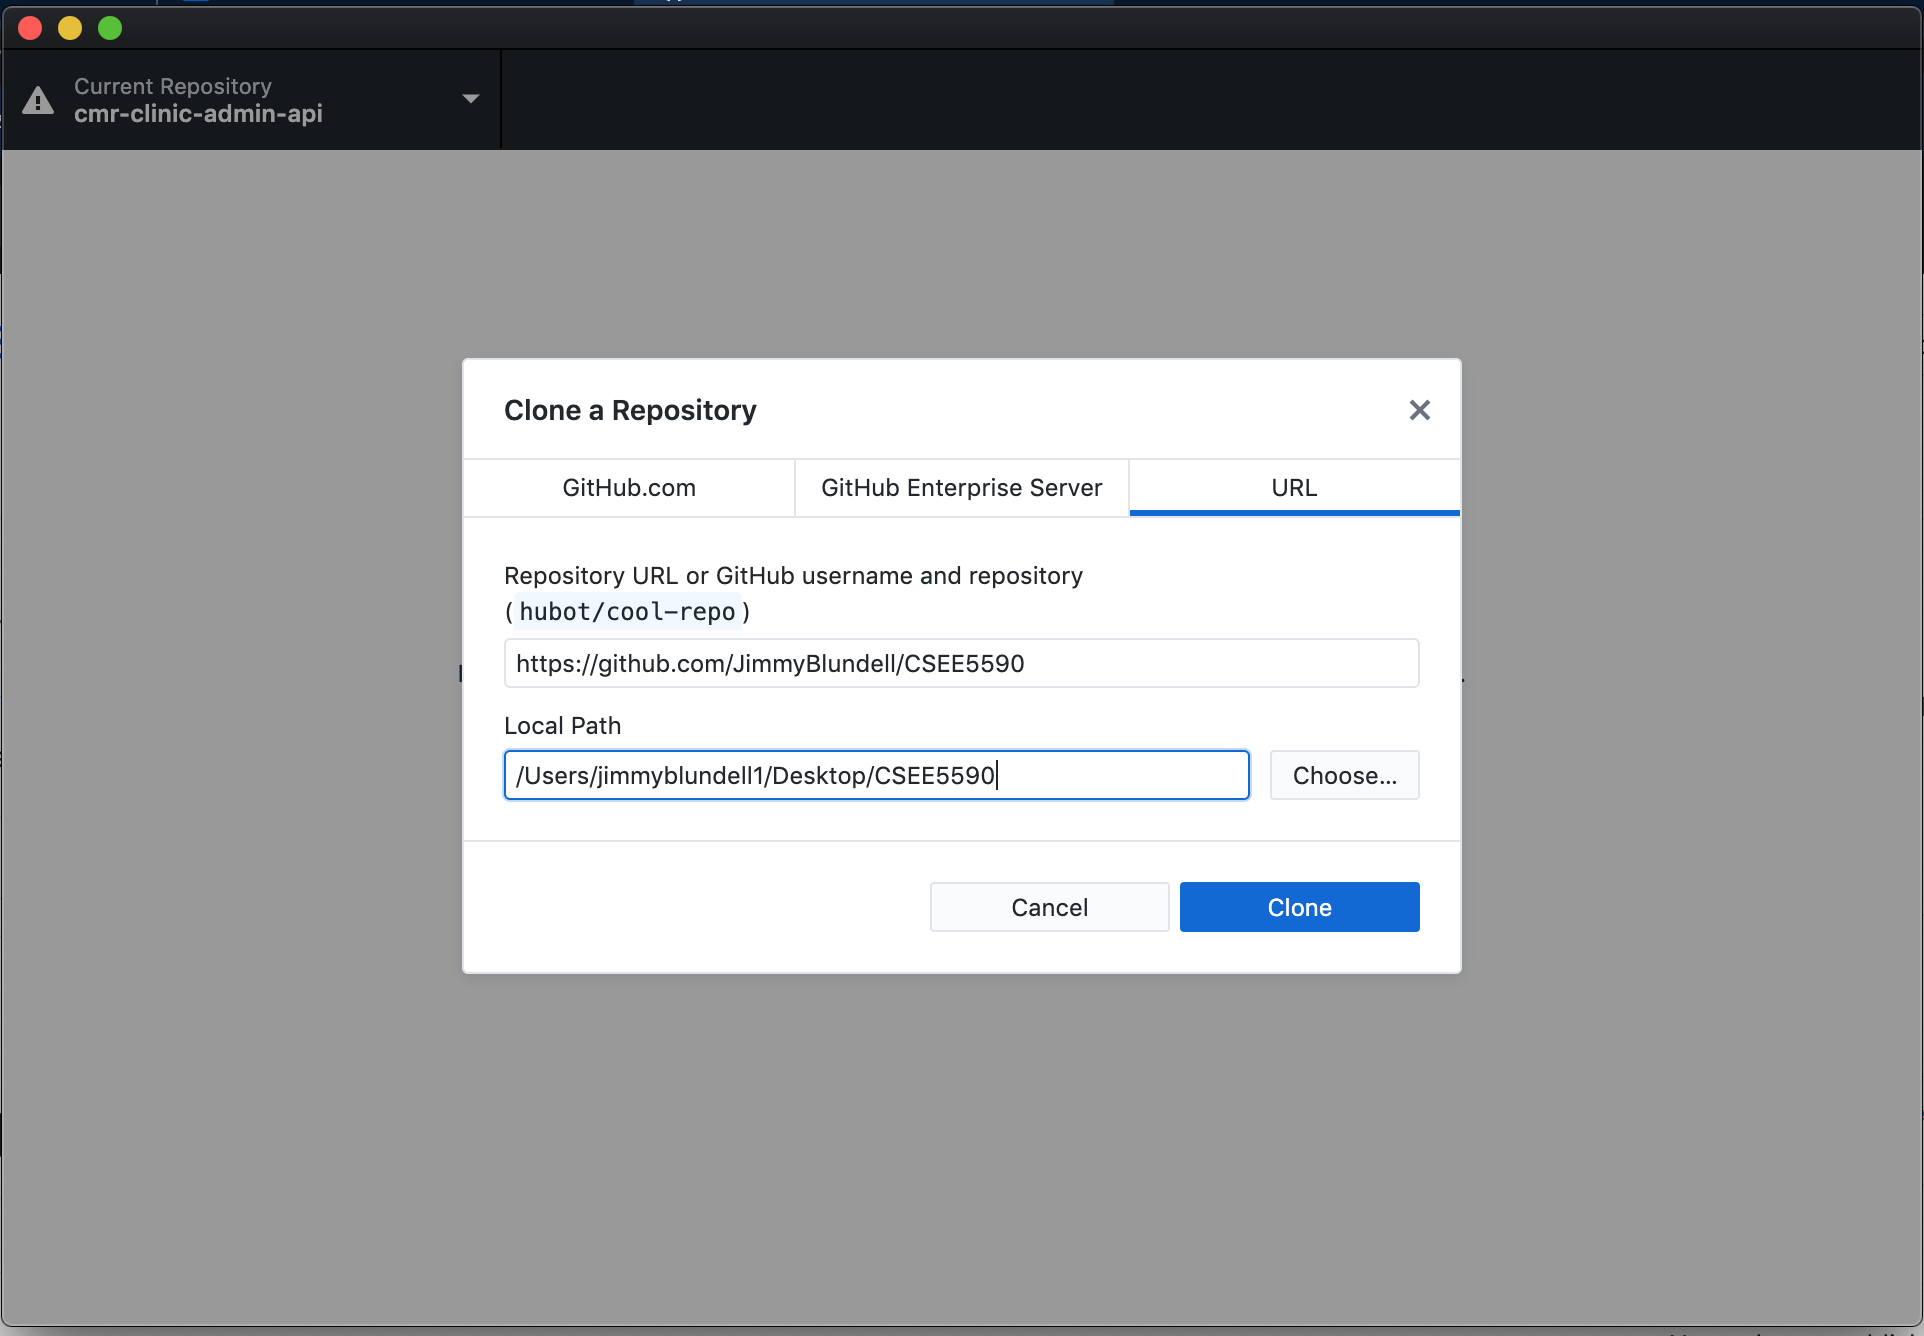 Current Repository
cmr-clinic-admin-api
Clone a Repository
GitHub.com
GitHub Enterprise Server
URL
Repository URL or GitHub username and repository
(hubot/cool-repo)
https://github.com/JimmyBlundell/CSEE5590
Local Path
/Users/jimmyblundell1/Desktop/CSEE5590
Choose...
Cancel
Clone